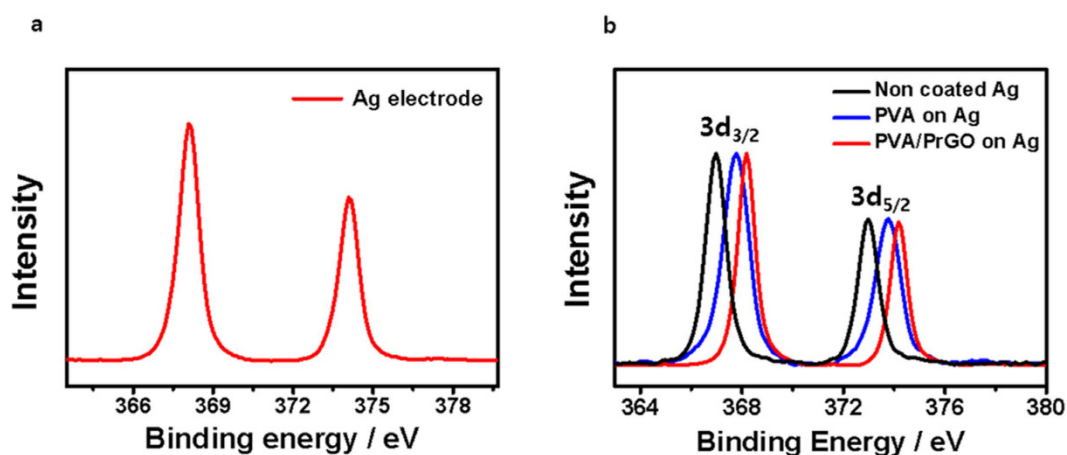 a
Ag electrode
Intensity
366 369 372 375 378
Binding energy / eV
b
Non coated Ag
PVA on Ag
PVA/PrGO on Ag
3d3/2
3d5/2
Intensity
364 368 372 376 380
Binding Energy / eV